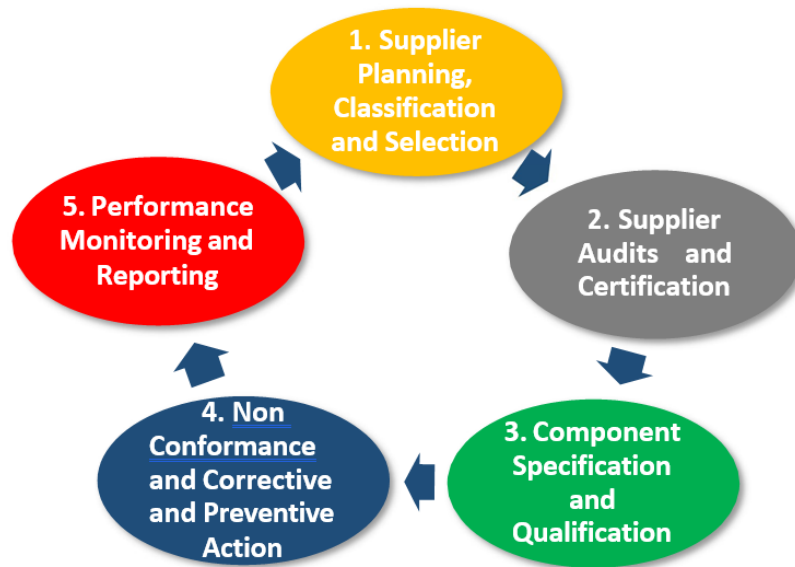 1. Supplier
Planning,
Classification
and Selection
2. Supplier
Audits and
Certification
3. Component
Specification
and
Qualification
4. Non
Conformance
and Corrective
and Preventive
Action
5. Performance
Monitoring and
Reporting